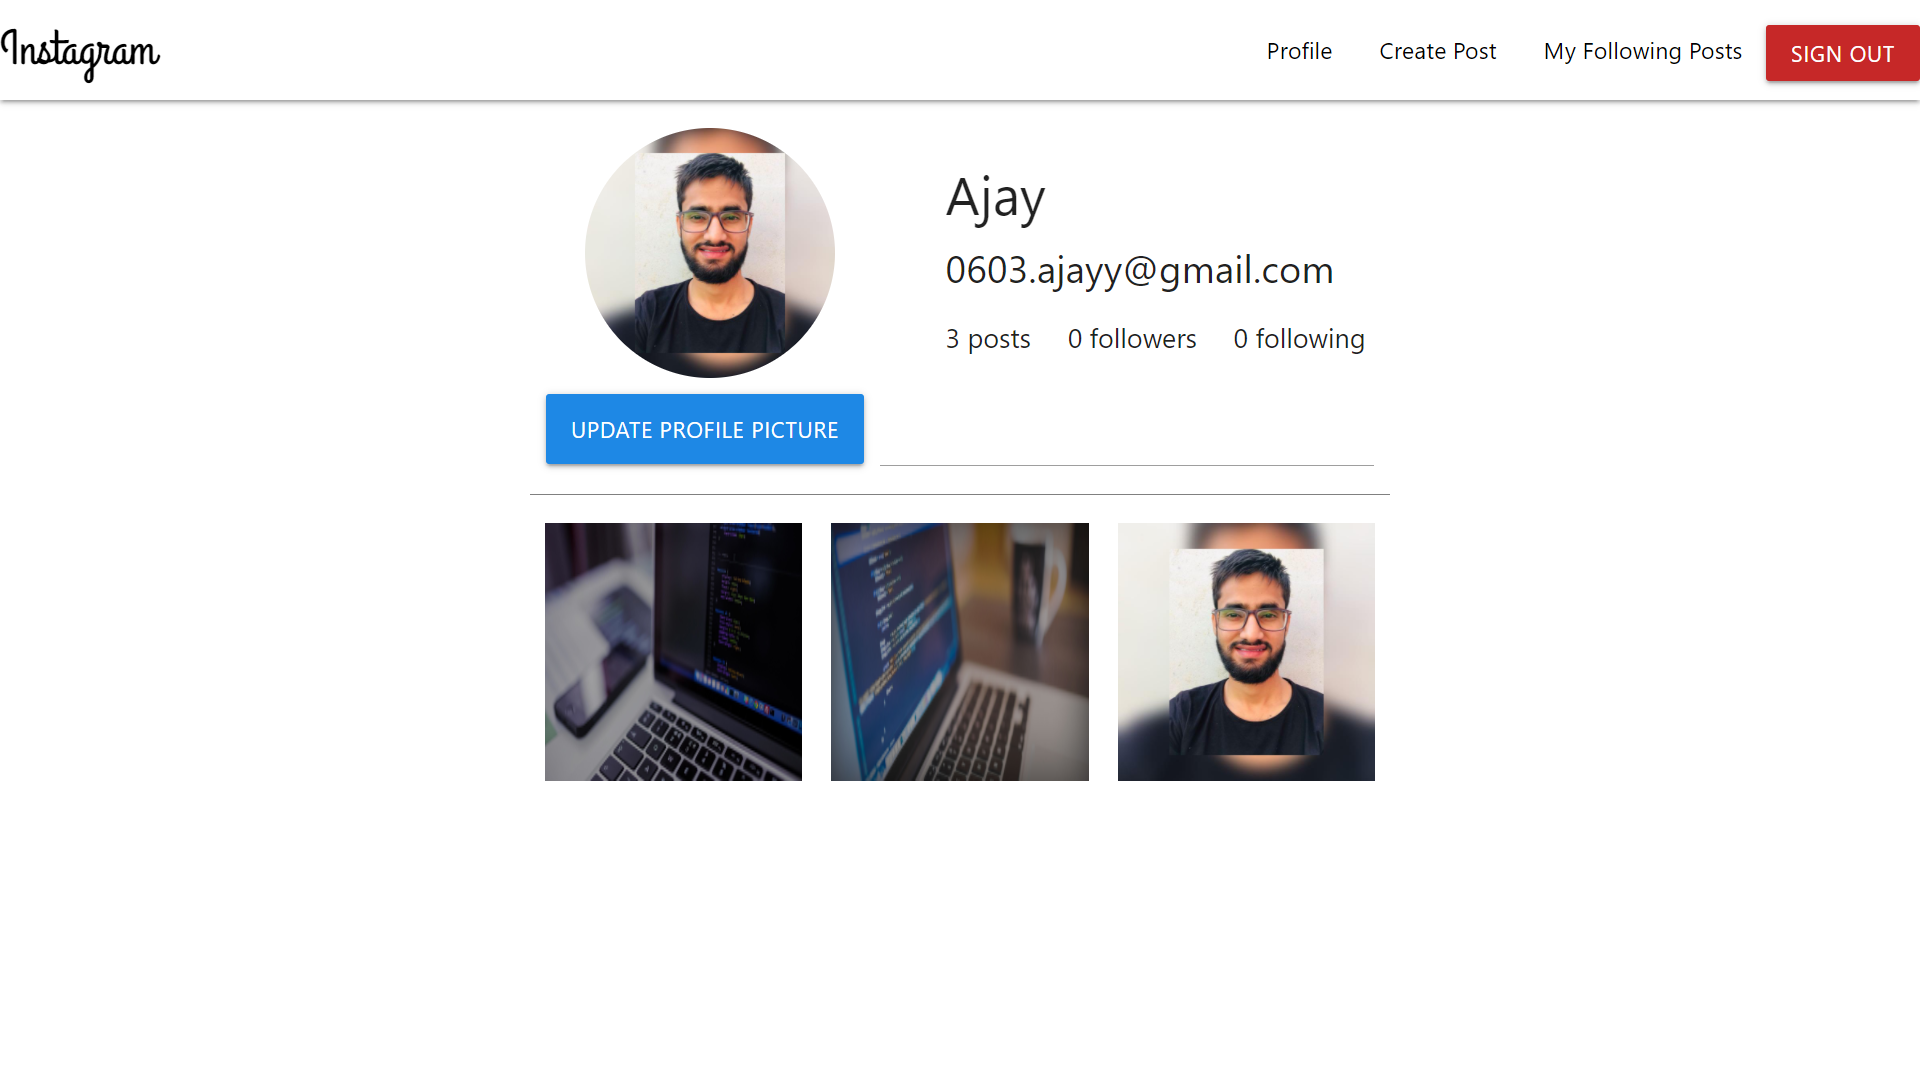 Instagram
Profile
Create Post
My Following Posts
SIGN OUT
Ajay
0603.ajayy@gmail.com
3 posts
0 followers
0 following
UPDATE PROFILE PICTURE